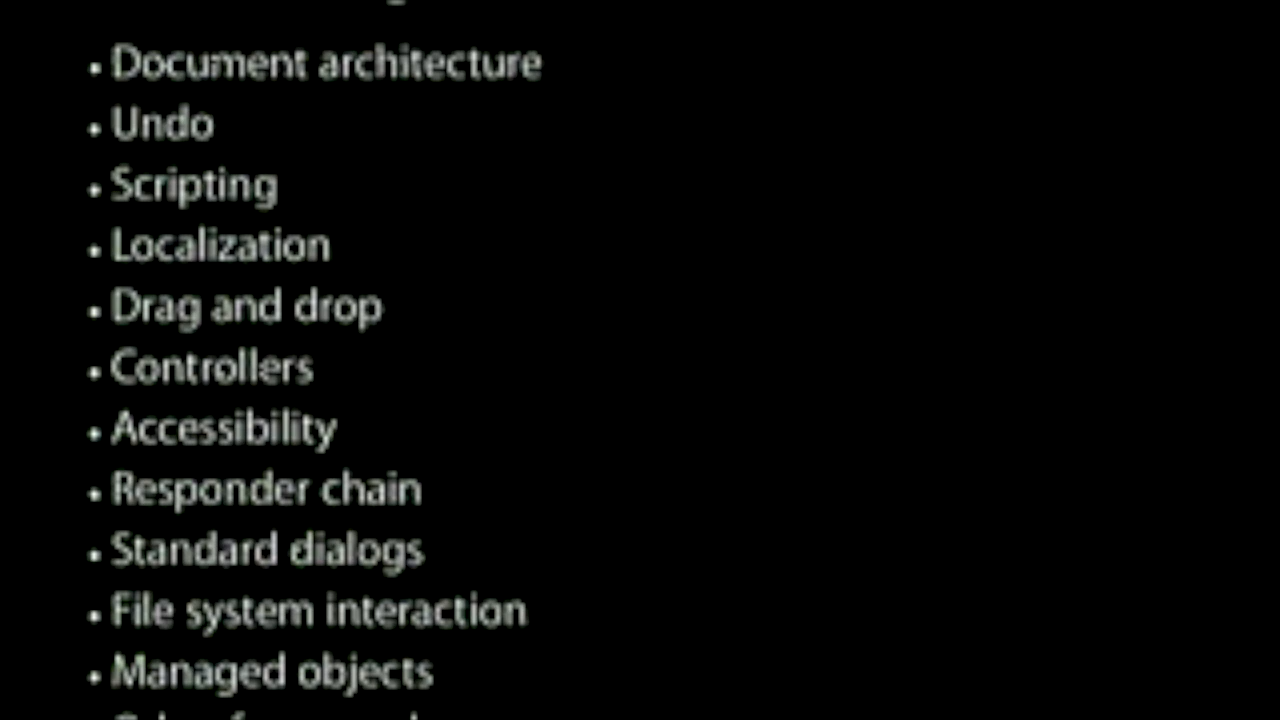 • Document architecture
• Undo
• Scripting
• Localization
• Drag and drop
• Controllers
• Accessibility
• Responder chain
• Standard dialogs
• File system interaction
• Managed objects